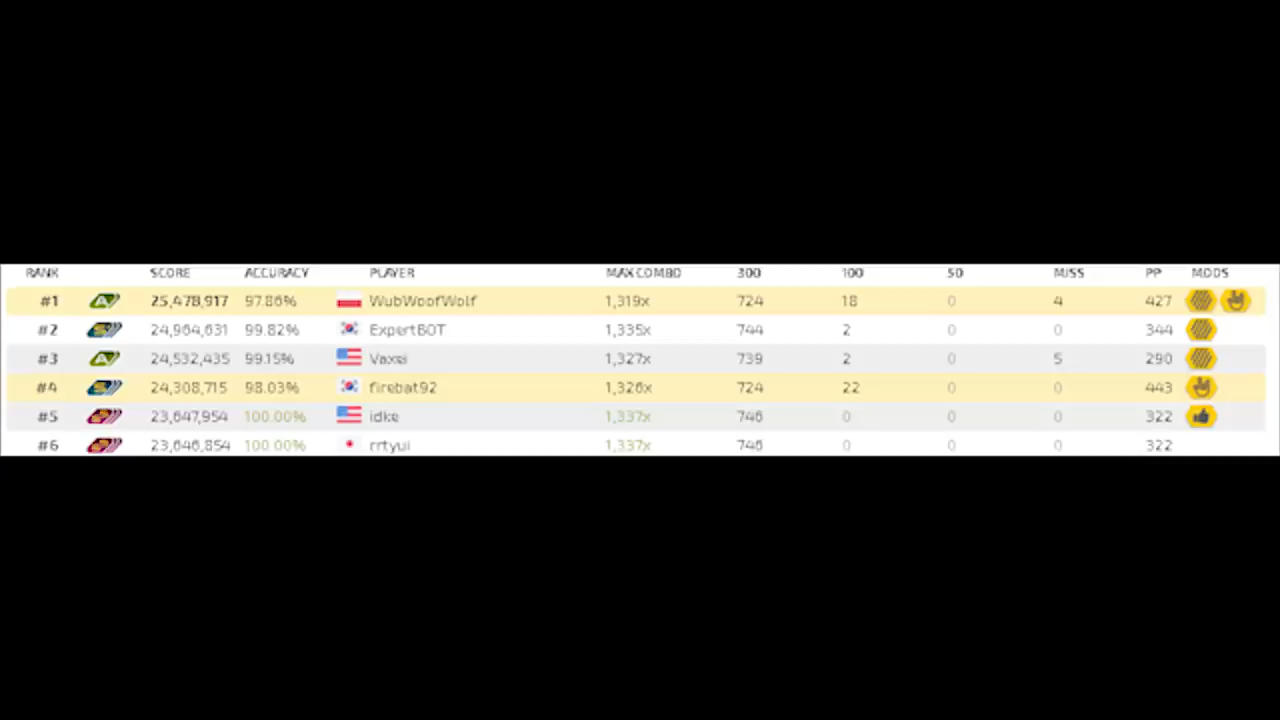 RANK SCORE ACCURACY PLAYER MAX COMBO 300 100 50 MISS PP MODS
#1 A 25,478,917 97.86% WubWoofWolf 1,319x 724 18 0 4 427
#2 S 24,964,631 99.82% ExpertBOT 1,335x 744 2 0 0 344
#3 A 24,532,435 99.15% Vaxei 1,327x 739 2 0 5 290
#4 S 24,308,715 98.03% firebat92 1,326x 724 22 0 0 443
#5 23,647,954 100.00% idke 1,337x 746 0 0 0 322
#6 23,646,854 100.00% rrtyui 1,337x 746 0 0 0 322